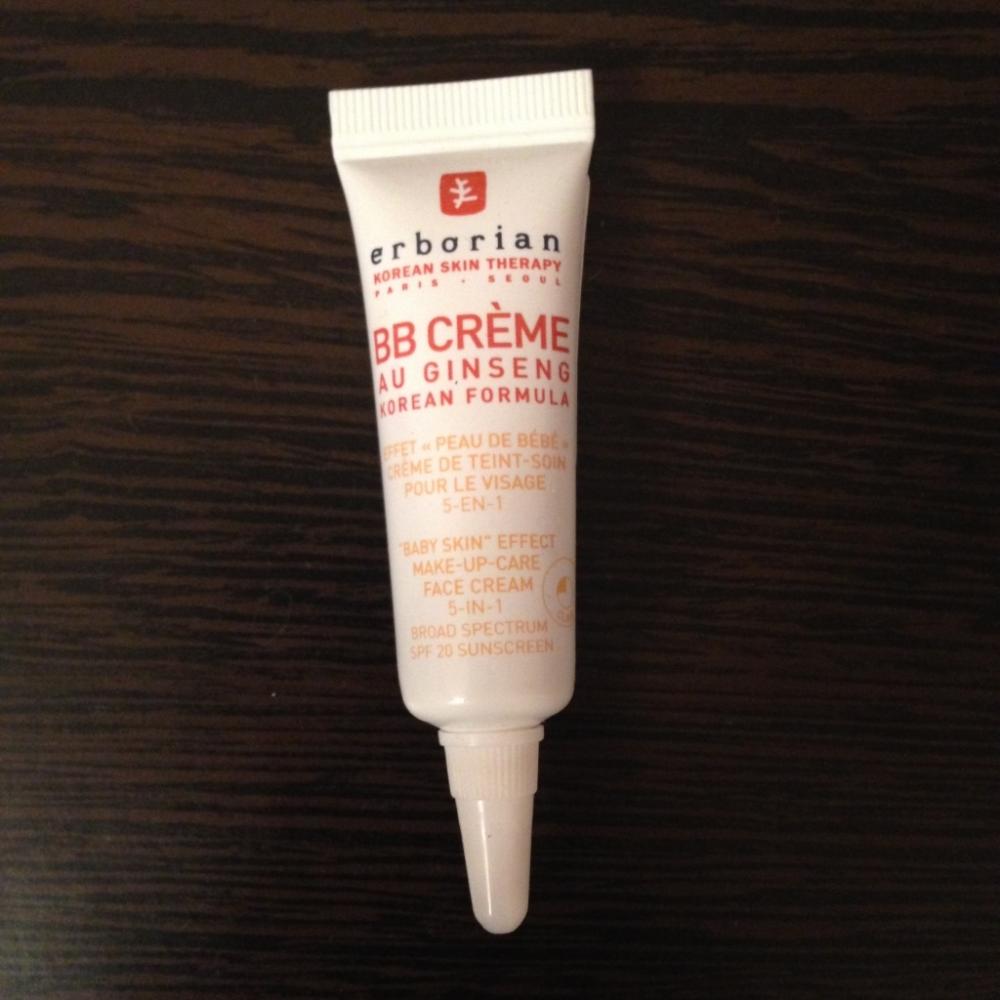 erborian
KOREAN SKIN THERAPY
PARIS · SEOUL
BB CRÈME
AU GINSENG
KOREAN FORMULA
EFFET « PEAU DE BÉBÉ »
CRÈME DE TEINT-SOIN
POUR LE VISAGE
5-EN-1
"BABY SKIN" EFFECT
MAKE-UP-CARE
FACE CREAM
5-IN-1
BROAD SPECTRUM
SPF 20 SUNSCREEN